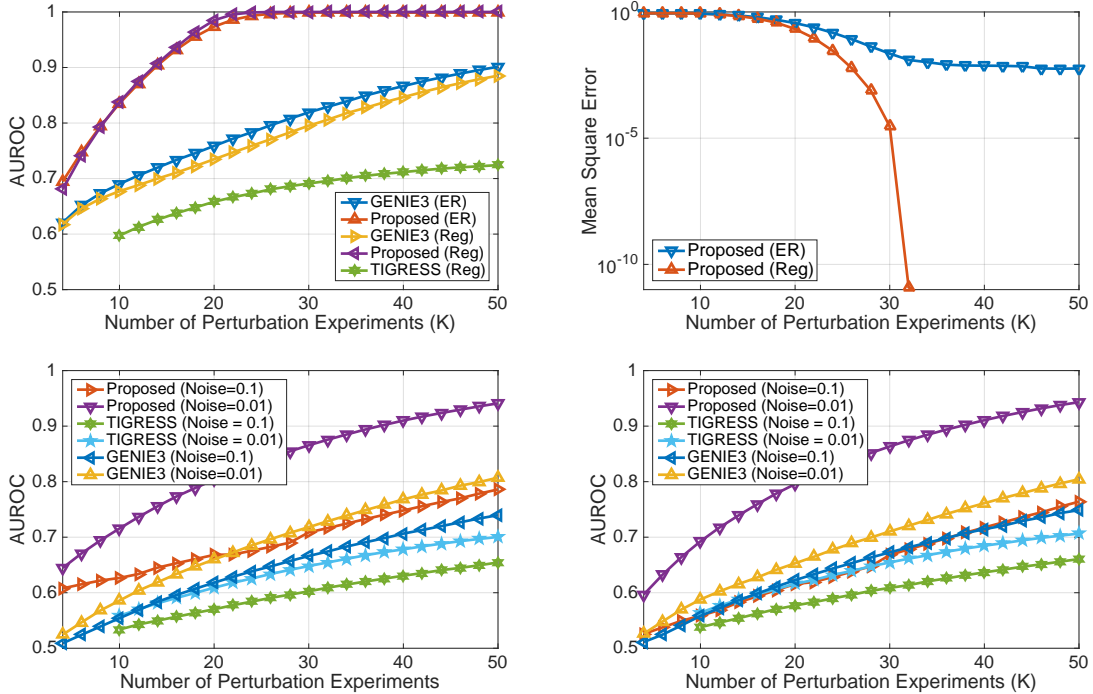 1
0.9
0.8
0.7
0.6
0.5
AUROC
10
20
30
40
50
Number of Perturbation Experiments (K)
GENIE3 (ER)
Proposed (ER)
GENIE3 (Reg)
Proposed (Reg)
TIGRESS (Reg)
10^0
10^-5
10^-10
Mean Square Error
10
20
30
40
50
Number of Perturbation Experiments (K)
Proposed (ER)
Proposed (Reg)
1
0.9
0.8
0.7
0.6
0.5
AUROC
10
20
30
40
50
Number of Perturbation Experiments
Proposed (Noise=0.1)
Proposed (Noise=0.01)
TIGRESS (Noise = 0.1)
TIGRESS (Noise = 0.01)
GENIE3 (Noise=0.1)
GENIE3 (Noise=0.01)
1
0.9
0.8
0.7
0.6
0.5
AUROC
10
20
30
40
50
Number of Perturbation Experiments (K)
Proposed (Noise=0.1)
Proposed (Noise=0.01)
TIGRESS (Noise = 0.1)
TIGRESS (Noise = 0.01)
GENIE3 (Noise=0.1)
GENIE3 (Noise=0.01)